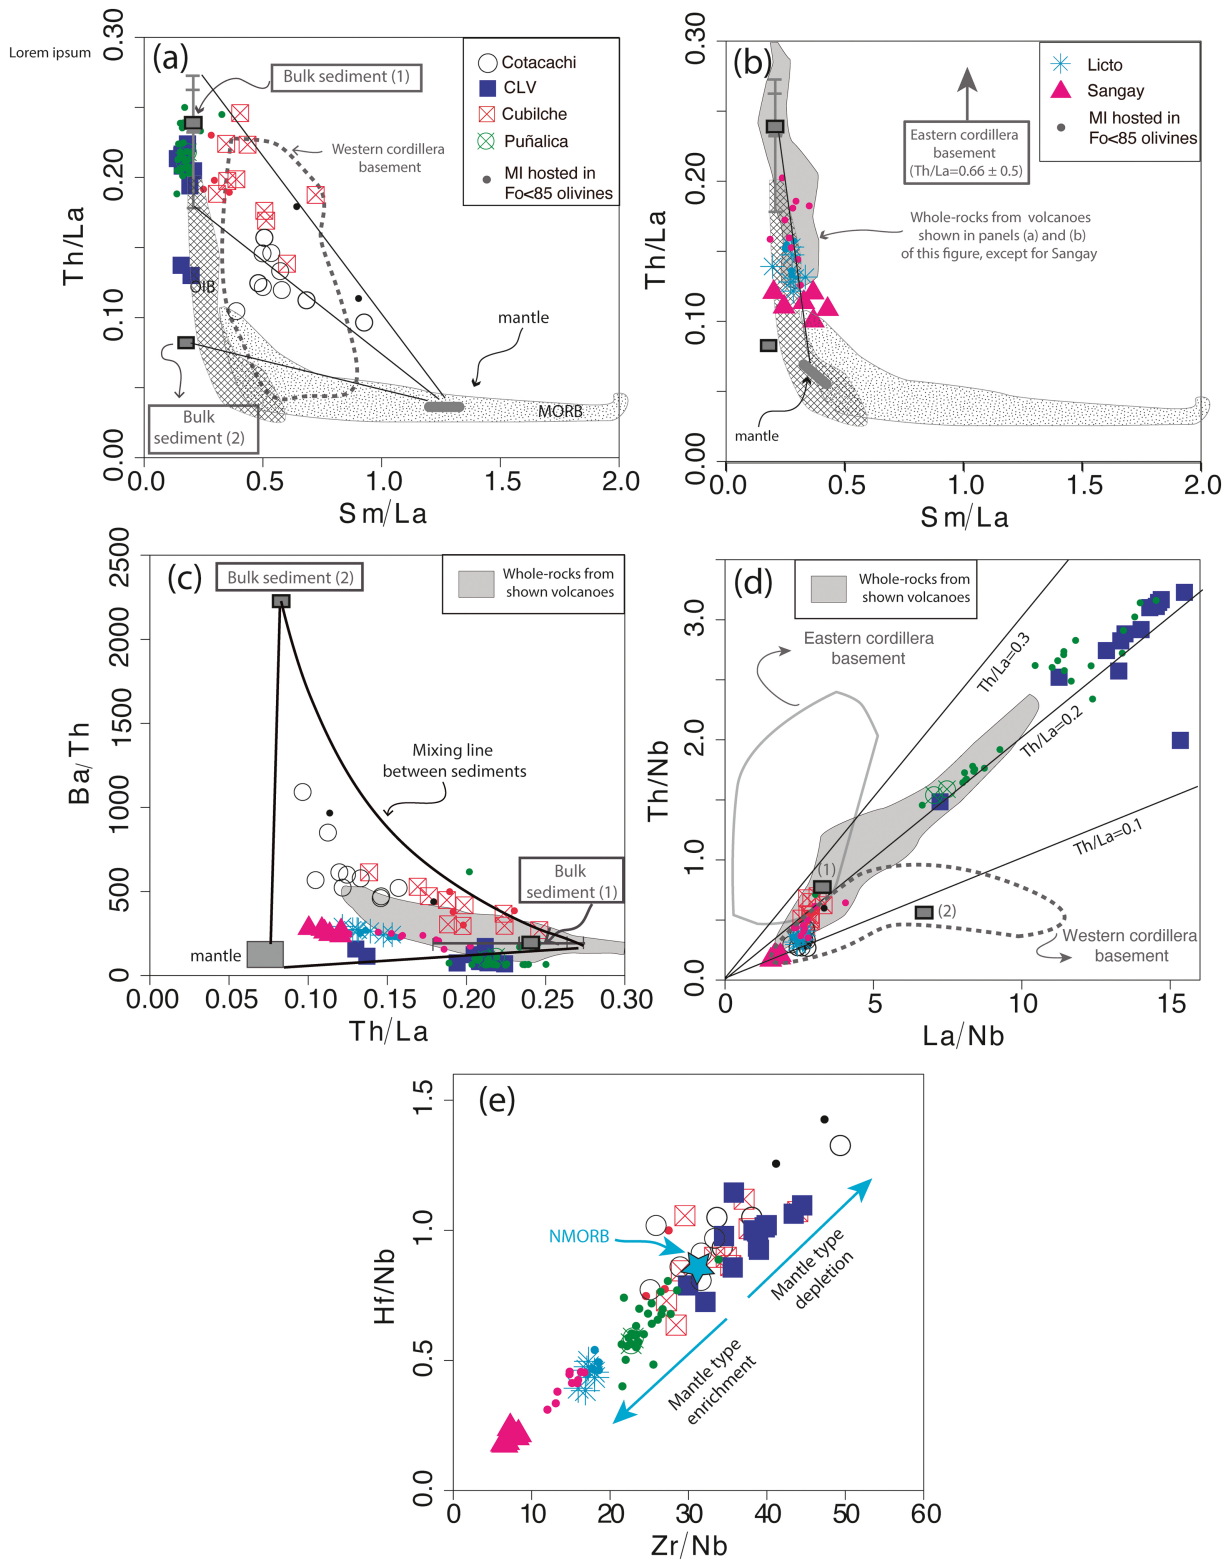 Lorem ipsum
(a)
Bulk sediment (1)
Cotacachi
CLV
Cubilche
Puñalica
MI hosted in
Fo<85 olivines
Western cordillera
basement
OIB
mantle
MORB
Bulk
sediment (2)
Th/La
0.00
0.10
0.20
0.30
0.0
0.5
1.0
1.5
2.0
Sm/La
(b)
Licto
Sangay
MI hosted in
Fo<85 olivines
Eastern cordillera
basement
(Th/La=0.66 ± 0.5)
Whole-rocks from volcanoes
shown in panels (a) and (b)
of this figure, except for Sangay
mantle
Th/La
0.00
0.10
0.20
0.30
0.0
0.5
1.0
1.5
2.0
Sm/La
(c)
Bulk sediment (2)
Whole-rocks from
shown volcanoes
Mixing line
between sediments
Bulk
sediment (1)
mantle
Ba/Th
0
500
1000
1500
2000
2500
0.00
0.05
0.10
0.15
0.20
0.25
0.30
Th/La
(d)
Whole-rocks from
shown volcanoes
Eastern cordillera
basement
Th/La=0.3
Th/La=0.2
Th/La=0.1
(1)
(2)
Western cordillera
basement
Th/Nb
0.0
1.0
2.0
3.0
0
5
10
15
La/Nb
(e)
NMORB
Mantle type
depletion
Mantle type
enrichment
Hf/Nb
0.0
0.5
1.0
1.5
0
10
20
30
40
50
60
Zr/Nb